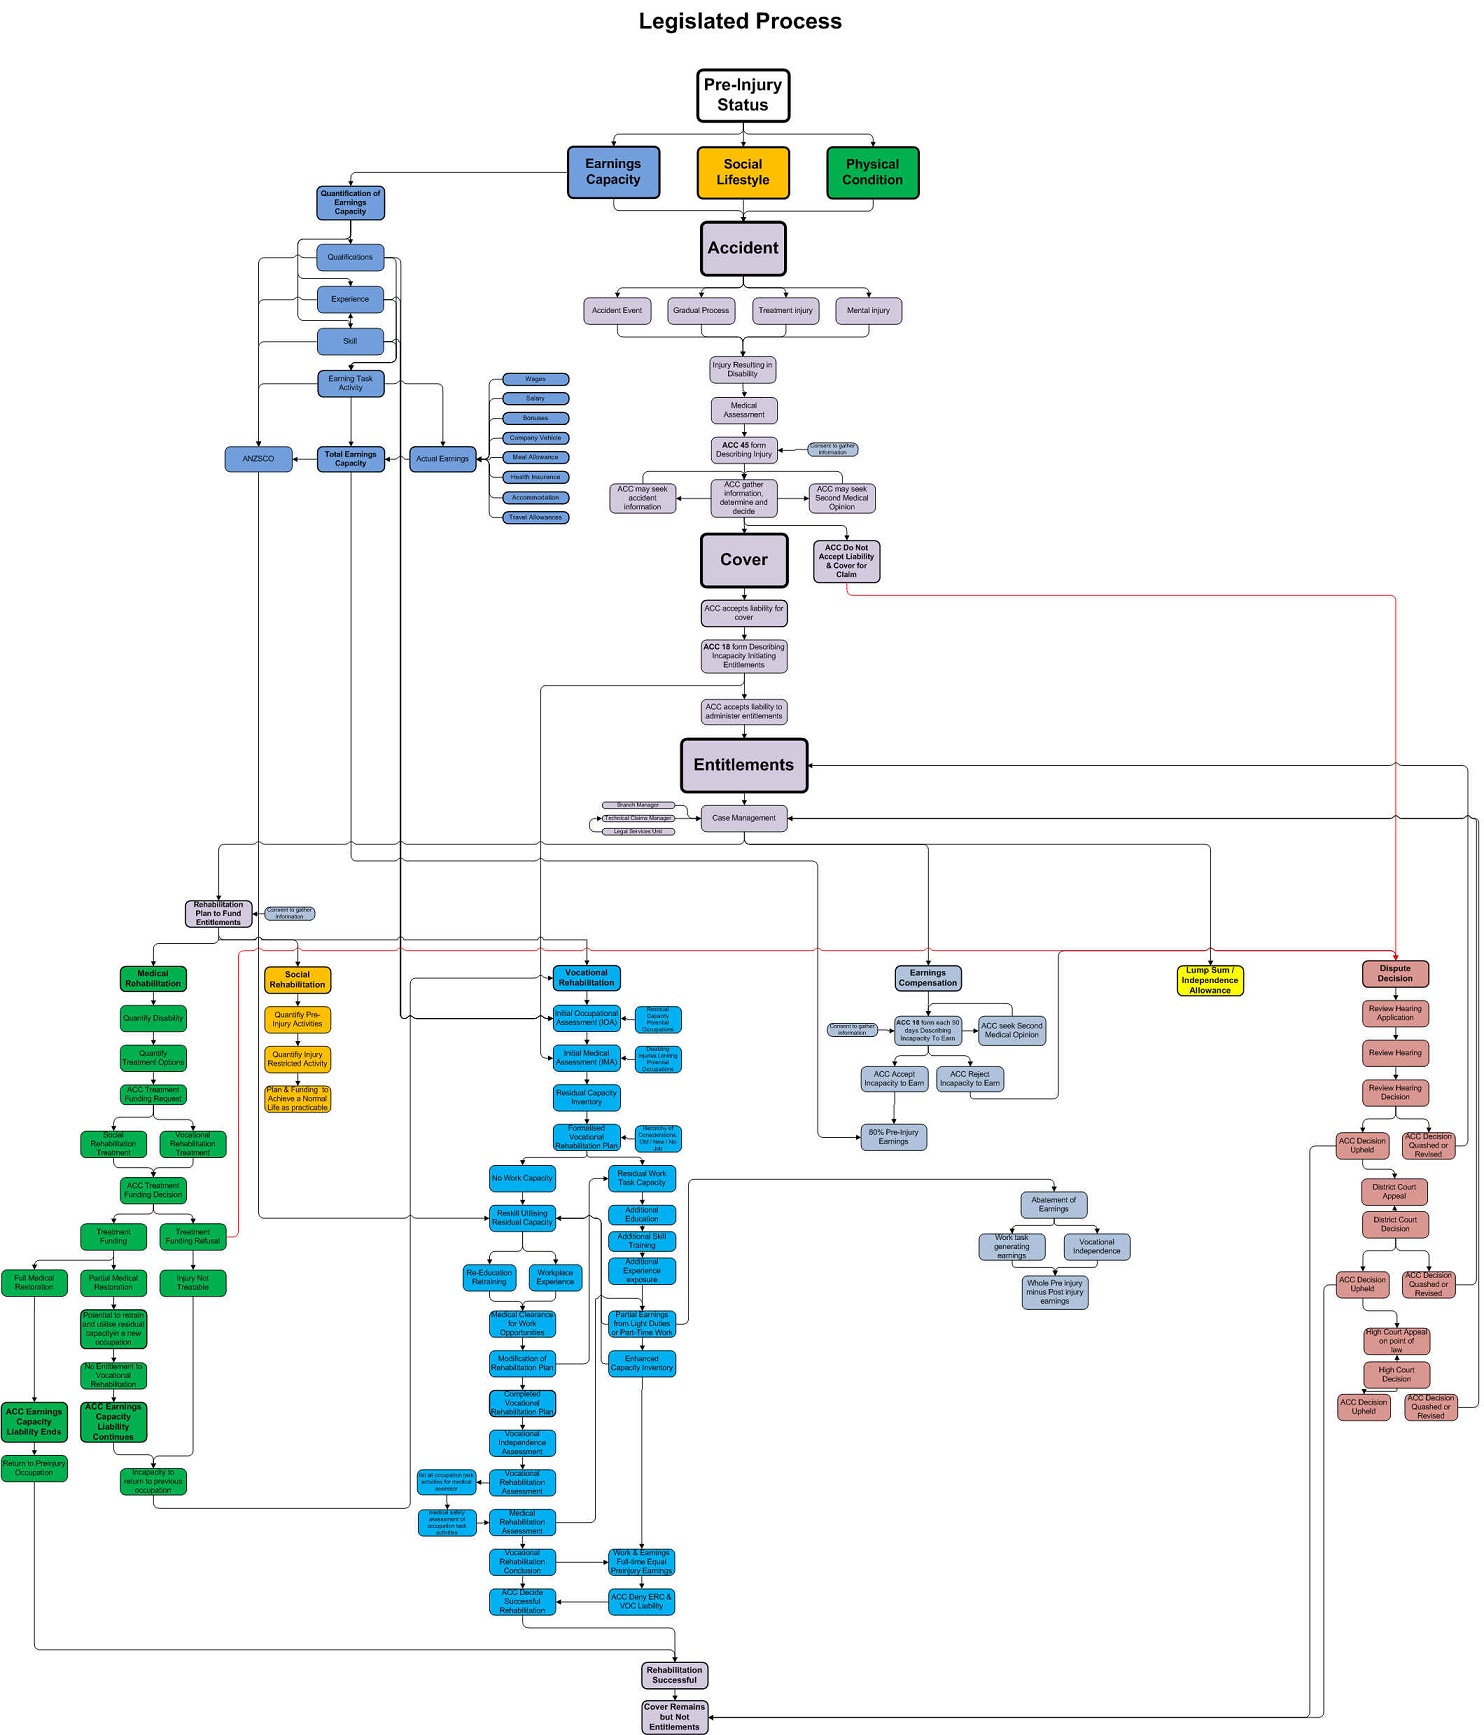 Legislated Process
Pre-Injury
Status
Earnings
Capacity
Social
Lifestyle
Physical
Condition
Quantification of
Earnings
Capacity
Qualifications
Experience
Skill
Earning Task
Activity
ANZSCO
Total Earnings
Capacity
Actual Earnings
Wages
Salary
Bonuses
Company Vehicle
Meal Allowance
Health Insurance
Accommodation
Travel Allowances
Accident
Accident Event
Gradual Process
Treatment injury
Mental injury
Injury Resulting in
Disability
Medical
Assessment
ACC 45 form
Describing Injury
Consent to gather
information
ACC may seek
accident
information
ACC gather
information,
determine and
decide
ACC may seek
Second Medical
Opinion
Cover
ACC Do Not
Accept Liability
& Cover for
Claim
ACC accepts liability for
cover
ACC 18 form Describing
Incapacity Initiating
Entitlements
ACC accepts liability to
administer entitlements
Entitlements
Branch Manager
Technical Claims Manager
Legal Services Unit
Case Management
Rehabilitation
Plan to Fund
Entitlements
Consent to gather
information
Medical
Rehabilitation
Quantify Disability
Quantify
Treatment Options
ACC Treatment
Funding Request
Social
Rehabilitation
Treatment
Vocational
Rehabilitation
Treatment
ACC Treatment
Funding Decision
Treatment
Funding
Treatment
Funding Refusal
Full Medical
Restoration
Partial Medical
Restoration
Injury Not
Treatable
Potential to retrain
and utilise residual
capacityin a new
occupation
No Entitlement to
Vocational
Rehabilitation
ACC Earnings
Capacity
Liability Ends
ACC Earnings
Capacity
Liability
Continues
Return to Preinjury
Occupation
Incapacity to
return to previous
occupation
Social
Rehabilitation
Quantify Pre-
Injury Activities
Quantifiy Injury
Restricted Activity
Plan & Funding to
Achieve a Normal
Life as practicable
Vocational
Rehabilitation
Initial Occupational
Assessment (IOA)
Residual
Capacity
Potential
Occupations
Initial Medical
Assessment (IMA)
Disabling
Injuries Limiting
Potential
Occupations
Residual Capacity
Inventory
Formalised
Vocational
Rehabilitation Plan
Hierarchy of
Considerations,
Old / New / No
Job
No Work Capacity
Residual Work
Task Capacity
Reskill Utilising
Residual Capacity
Additional
Education
Additional Skill
Training
Additional
Experience
exposure
Re-Education
Retraining
Workplace
Experience
Medical Clearance
for Work
Opportunities
Partial Earnings
from Light Duties
or Part-Time Work
Modification of
Rehabilitation Plan
Enhanced
Capacity Inventory
Completed
Vocational
Rehabilitation Plan
Vocational
Independence
Assessment
list all occupation task
activities for medical
assessor
Vocational
Rehabilitation
Assessment
medical safety
assessment of
occupation task
activities
Medical
Rehabilitation
Assessment
Vocational
Rehabilitation
Conclusion
Work & Earnings
Full-time Equal
Preinjury Earnings
ACC Decide
Successful
Rehabilitation
ACC Deny ERC &
VOC Liability
Rehabilitation
Successful
Cover Remains
but Not
Entitlements
Earnings
Compensation
Consent to gather
information
ACC 18 form each 90
days Describing
Incapacity To Earn
ACC seek Second
Medical Opinion
ACC Accept
Incapacity to Earn
ACC Reject
Incapacity to Earn
80% Pre-Injury
Earnings
Abatement of
Earnings
Work task
generating
earnings
Vocational
Independence
Whole Pre injury
minus Post injury
earnings
Lump Sum /
Independence
Allowance
Dispute
Decision
Review Hearing
Application
Review Hearing
Review Hearing
Decision
ACC Decision
Upheld
ACC Decision
Quashed or
Revised
District Court
Appeal
District Court
Decision
ACC Decision
Upheld
ACC Decision
Quashed or
Revised
High Court Appeal
on point of
law
High Court
Decision
ACC Decision
Upheld
ACC Decision
Quashed or
Revised